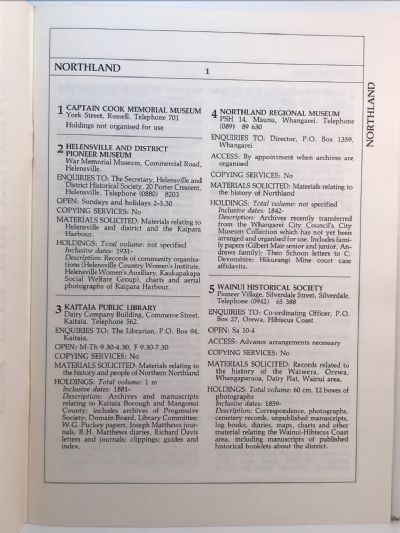 NORTHLAND
1
NORTHLAND
1 CAPTAIN COOK MEMORIAL MUSEUM
York Street, Russell. Telephone 701
Holdings not organised for use
2 HELENSVILLE AND DISTRICT
PIONEER MUSEUM
War Memorial Museum, Commercial Road,
Helensville.
ENQUIRIES TO: The Secretary, Helensville and
District Historical Society, 20 Porter Crescent,
Helensville. Telephone (0880) 8203
OPEN: Sundays and holidays 2-3.30
COPYING SERVICES: No
MATERIALS SOLICITED: Materials relating to
Helensville and district and the Kaipara
Harbour.
HOLDINGS: Total volume: not specified
Inclusive dates: 1931-
Description: Records of community organisa-
tions (Helensville Country Women's Institute,
Helensville Women's Auxiliary, Kaukapakapa
Social Welfare Group), charts and aerial
photographs of Kaipara Harbour.
3 KAITAIA PUBLIC LIBRARY
Dairy Company Building, Commerce Street,
Kaitaia. Telephone 562.
ENQUIRIES TO: The Librarian, P.O. Box 94,
Kaitaia,
OPEN: M-Th 9.30-4.30, F 9.30-7.30
COPYING SERVICES: No
MATERIALS SOLICITED: Materials relating to
the history and people of Northern Northland
HOLDINGS: Total volume: 1 m
Inclusive dates: 1881-
Description: Archives and manuscripts
relating to Kaitaia Borough and Mangonui
County; includes archives of Progressive
Society, Domain Board, Library Committee;
W.G. Puckey papers, Joseph Matthews jour-
nals, R.H. Matthews diaries, Richard Davis
letters and journals; clippings; guides and
index.
4 NORTHLAND REGIONAL MUSEUM
PSH 14, Maunu, Whangarei. Telephone
(089) 89 630
ENQUIRIES TO: Director, P.O. Box 1359,
Whangarei
ACCESS: By appointment when archives are
organised
COPYING SERVICES: No
MATERIALS SOLICITED: Materials relating to
the history of Northland
HOLDINGS: Total volume: not specified
Inclusive dates: 1842-
Description: Archives recently transferred
from the Whangarei City Council's City
Museum Collection which has not yet been
arranged and organised for use. Includes fami-
ly papers (Gilbert Mair senior and junior, An-
drews family); Theo Schoon letters to C.
Devonshire; Hikurangi Mine court case
affidavits.
5 WAINUI HISTORICAL SOCIETY
Pioneer Village, Silverdale Street, Silverdale.
Telephone (0942) 65 388
ENQUIRIES TO: Co-ordinating Officer, P.O.
Box 27, Orewa, Hibiscus Coast
OPEN: Sa 10-4
ACCESS: Advance arrangements necessary
COPYING SERVICES: No
MATERIALS SOLICITED: Records related to
the history of the Waiwera, Orewa,
Whangaparaoa, Dairy Flat, Wainui area.
HOLDINGS: Total volume: 60 cm, 12 boxes of
photographs
Inclusive dates: 1859-
Description: Correspondence, photographs,
cemetery records, unpublished manuscripts,
log books, diaries, maps, charts and other
material relating the Wainui-Hibiscus Coast
area, including manuscripts of published
historical booklets about the district.